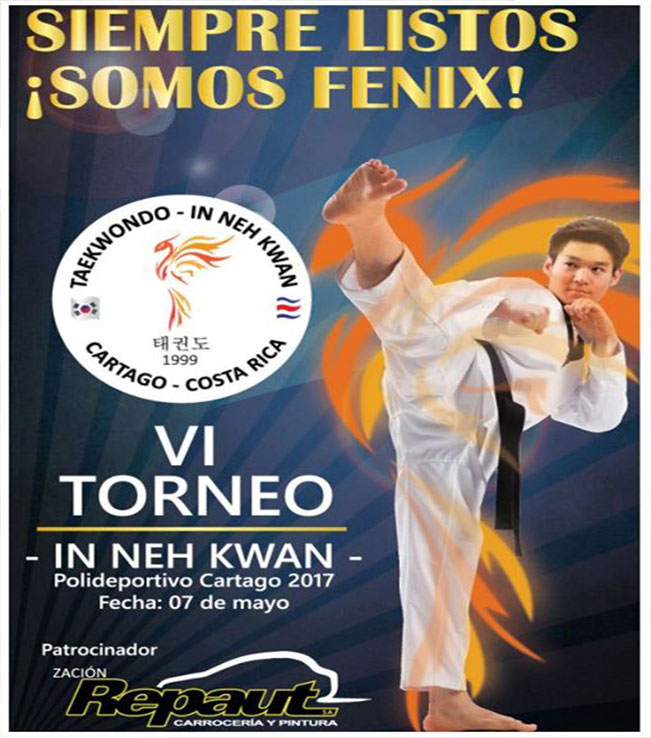 SIEMPRE LISTOS
¡SOMOS FENIX!
TAEKWONDO - IN NEH KWAN
태권도
1999
CARTAGO - COSTA RICA
VI
TORNEO
- IN NEH KWAN -
Polideportivo Cartago 2017
Fecha: 07 de mayo
Patrocinador
ZACIÓN
Repaut S.A.
CARROCERÍA Y PINTURA